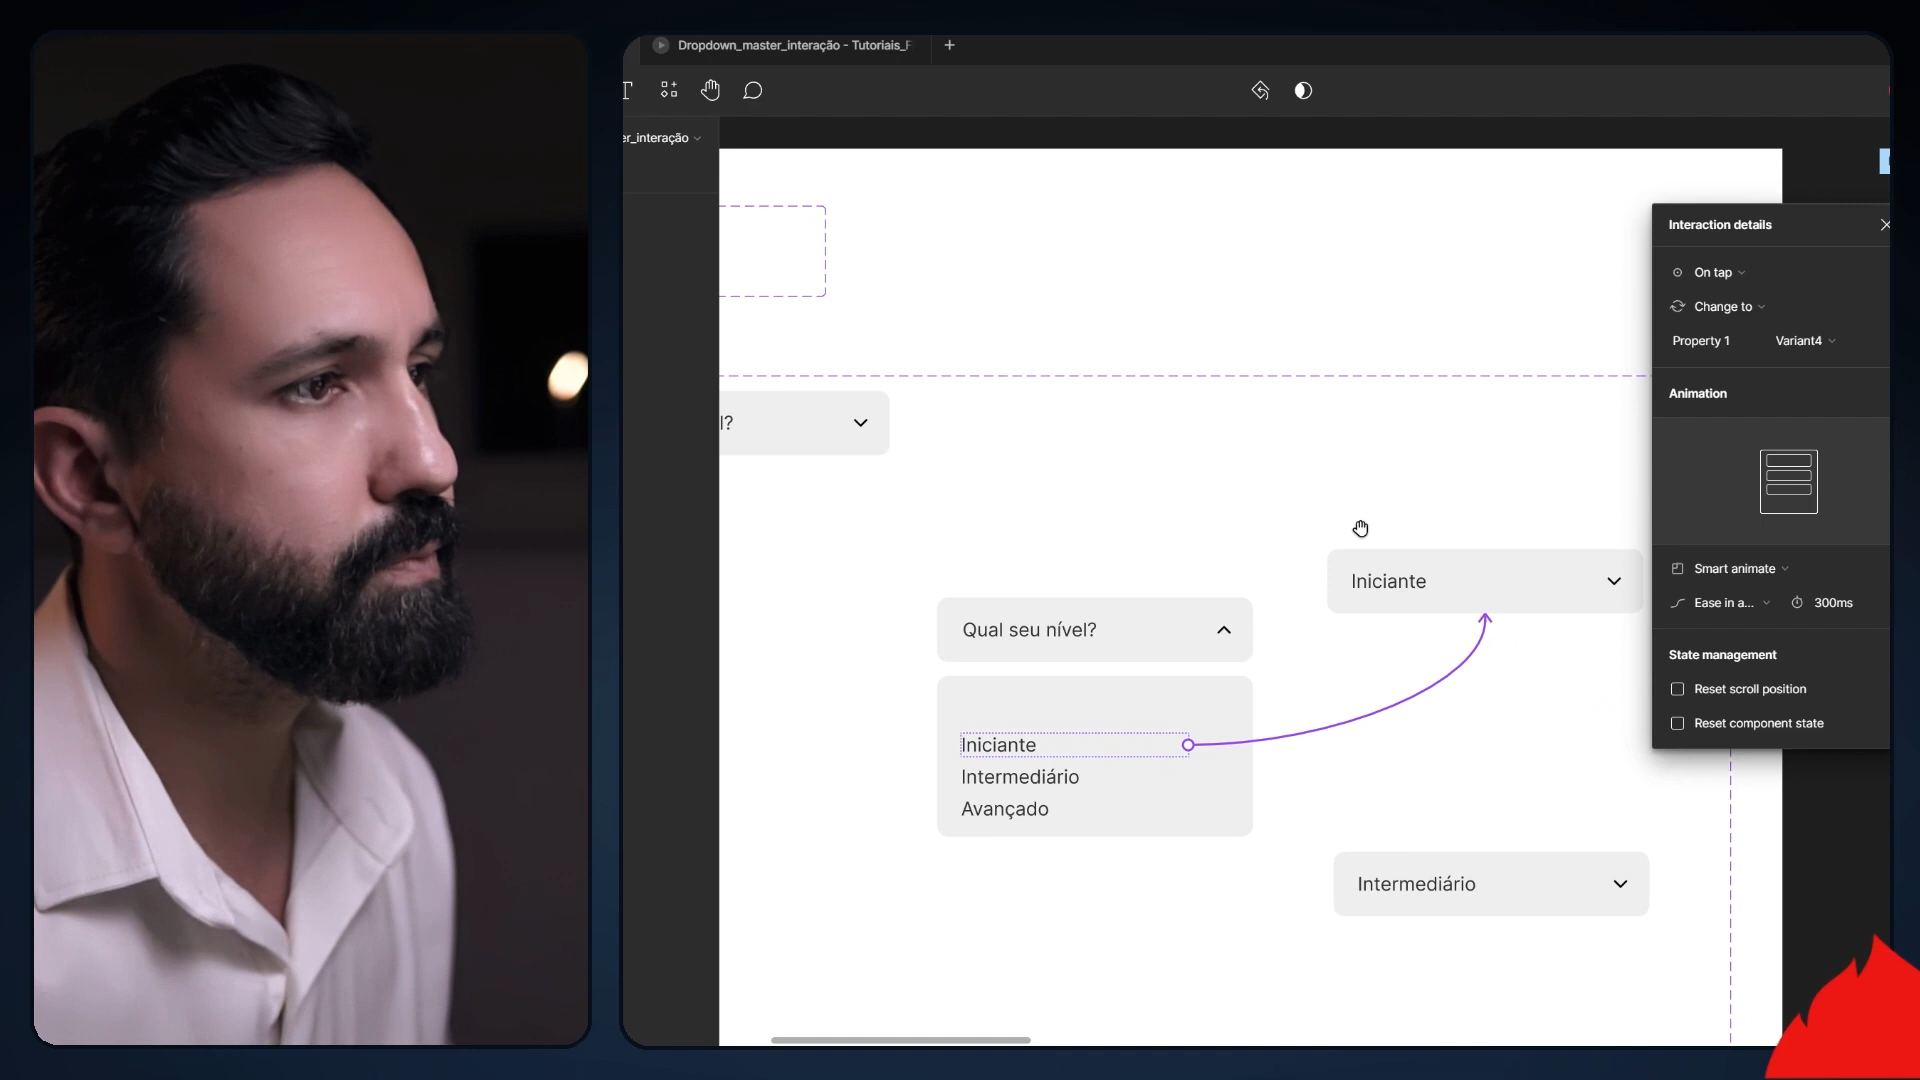 Dropdown_master_interação - Tutoriais_F
er_interação
Interaction details
On tap
Change to
Property 1 Variant4
Animation
l?
Iniciante
Smart animate
Ease in a... 300ms
Qual seu nível?
State management
Reset scroll position
Reset component state
Iniciante
Intermediário
Avançado
Intermediário